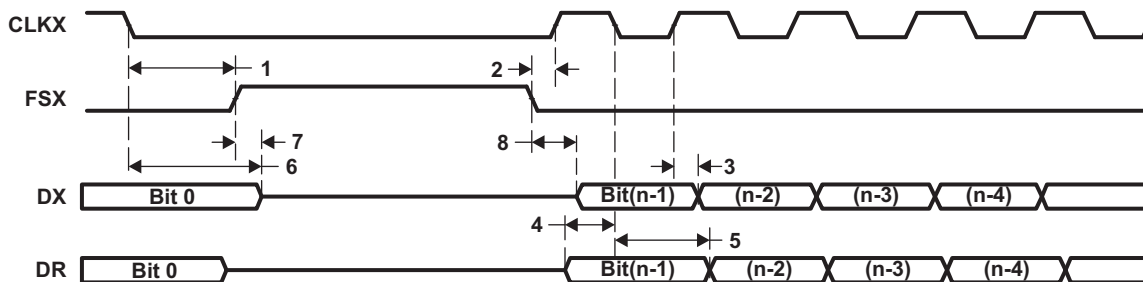 CLKX
1 2
FSX
7 8
6 3
DX Bit 0 Bit(n-1) (n-2) (n-3) (n-4)
4 5
DR Bit 0 Bit(n-1) (n-2) (n-3) (n-4)